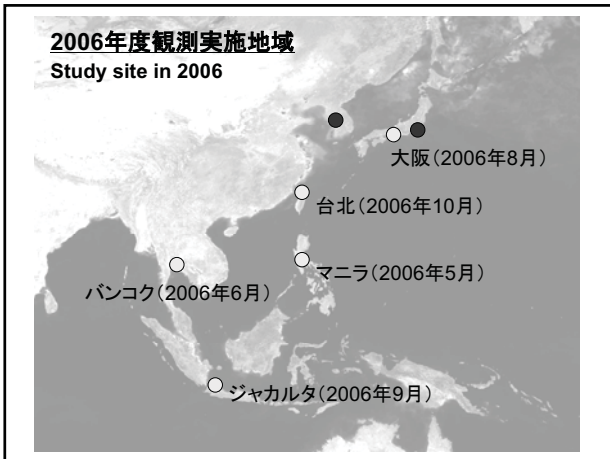 2006年度観測実施地域
Study site in 2006
大阪（2006年8月）
台北（2006年10月）
マニラ（2006年5月）
バンコク（2006年6月）
ジャカルタ（2006年9月）